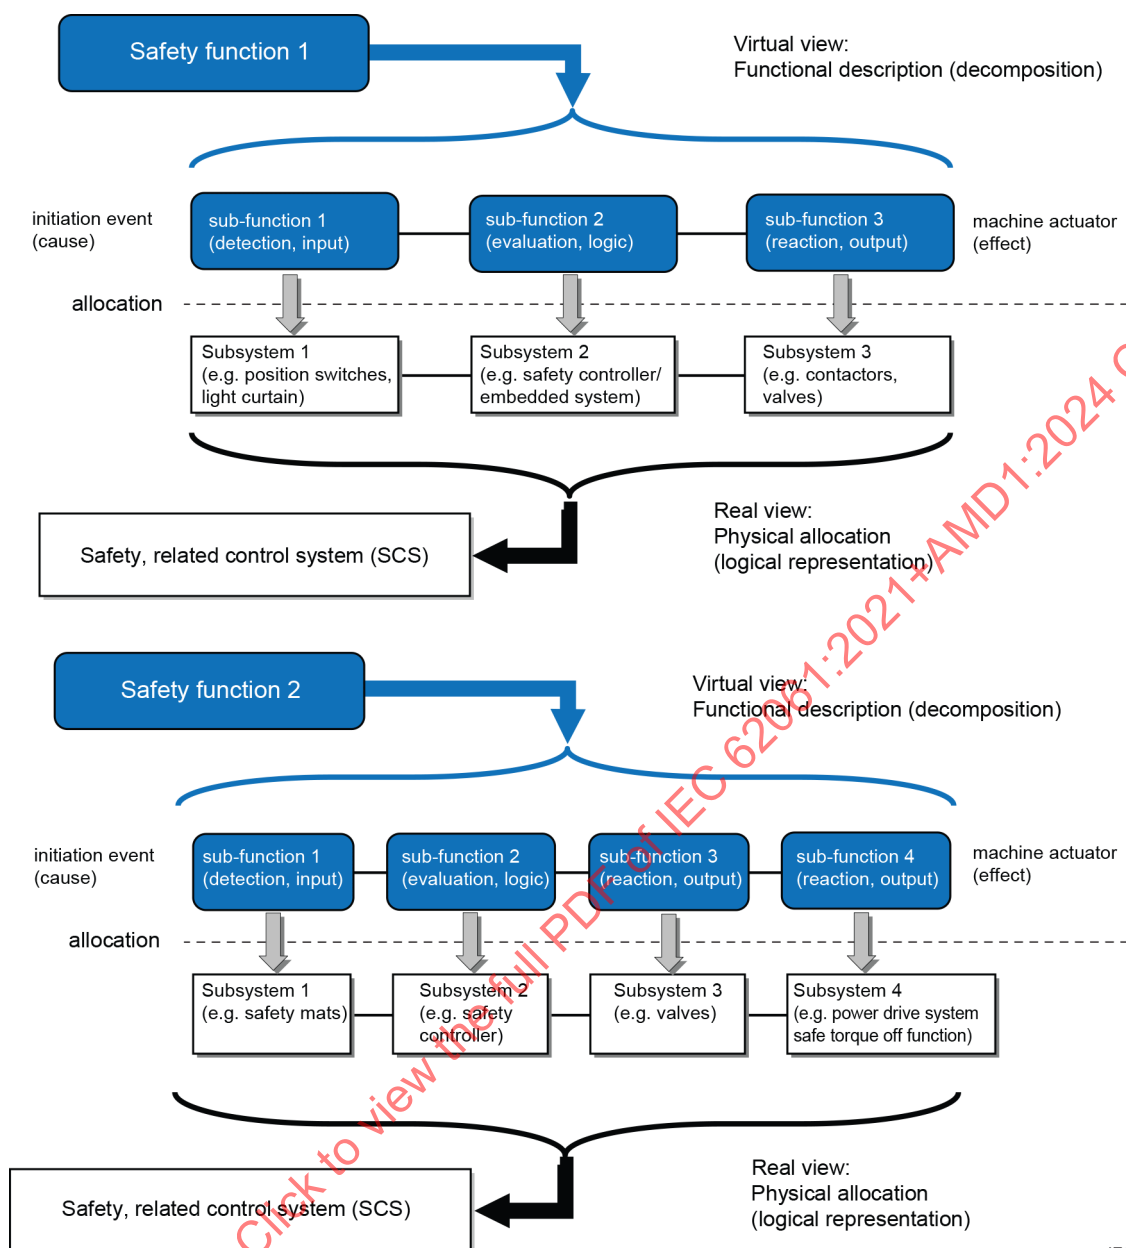 Safety function 1
Virtual view:
Functional description (decomposition)
initiation event
(cause)
sub-function 1
(detection, input)
sub-function 2
(evaluation, logic)
sub-function 3
(reaction, output)
machine actuator
(effect)
allocation
Subsystem 1
(e.g. position switches,
light curtain)
Subsystem 2
(e.g. safety controller/
embedded system)
Subsystem 3
(e.g. contactors,
valves)
Real view:
Physical allocation
(logical representation)
Safety, related control system (SCS)
Safety function 2
Virtual view:
Functional description (decomposition)
initiation event
(cause)
sub-function 1
(detection, input)
sub-function 2
(evaluation, logic)
sub-function 3
(reaction, output)
sub-function 4
(reaction, output)
machine actuator
(effect)
allocation
Subsystem 1
(e.g. safety mats)
Subsystem 2
(e.g. safety
controller)
Subsystem 3
(e.g. valves)
Subsystem 4
(e.g. power drive system
safe torque off function)
Real view:
Physical allocation
(logical representation)
Safety, related control system (SCS)
Click to view the full PDF of IEC 62061:2021+AMD1:2024